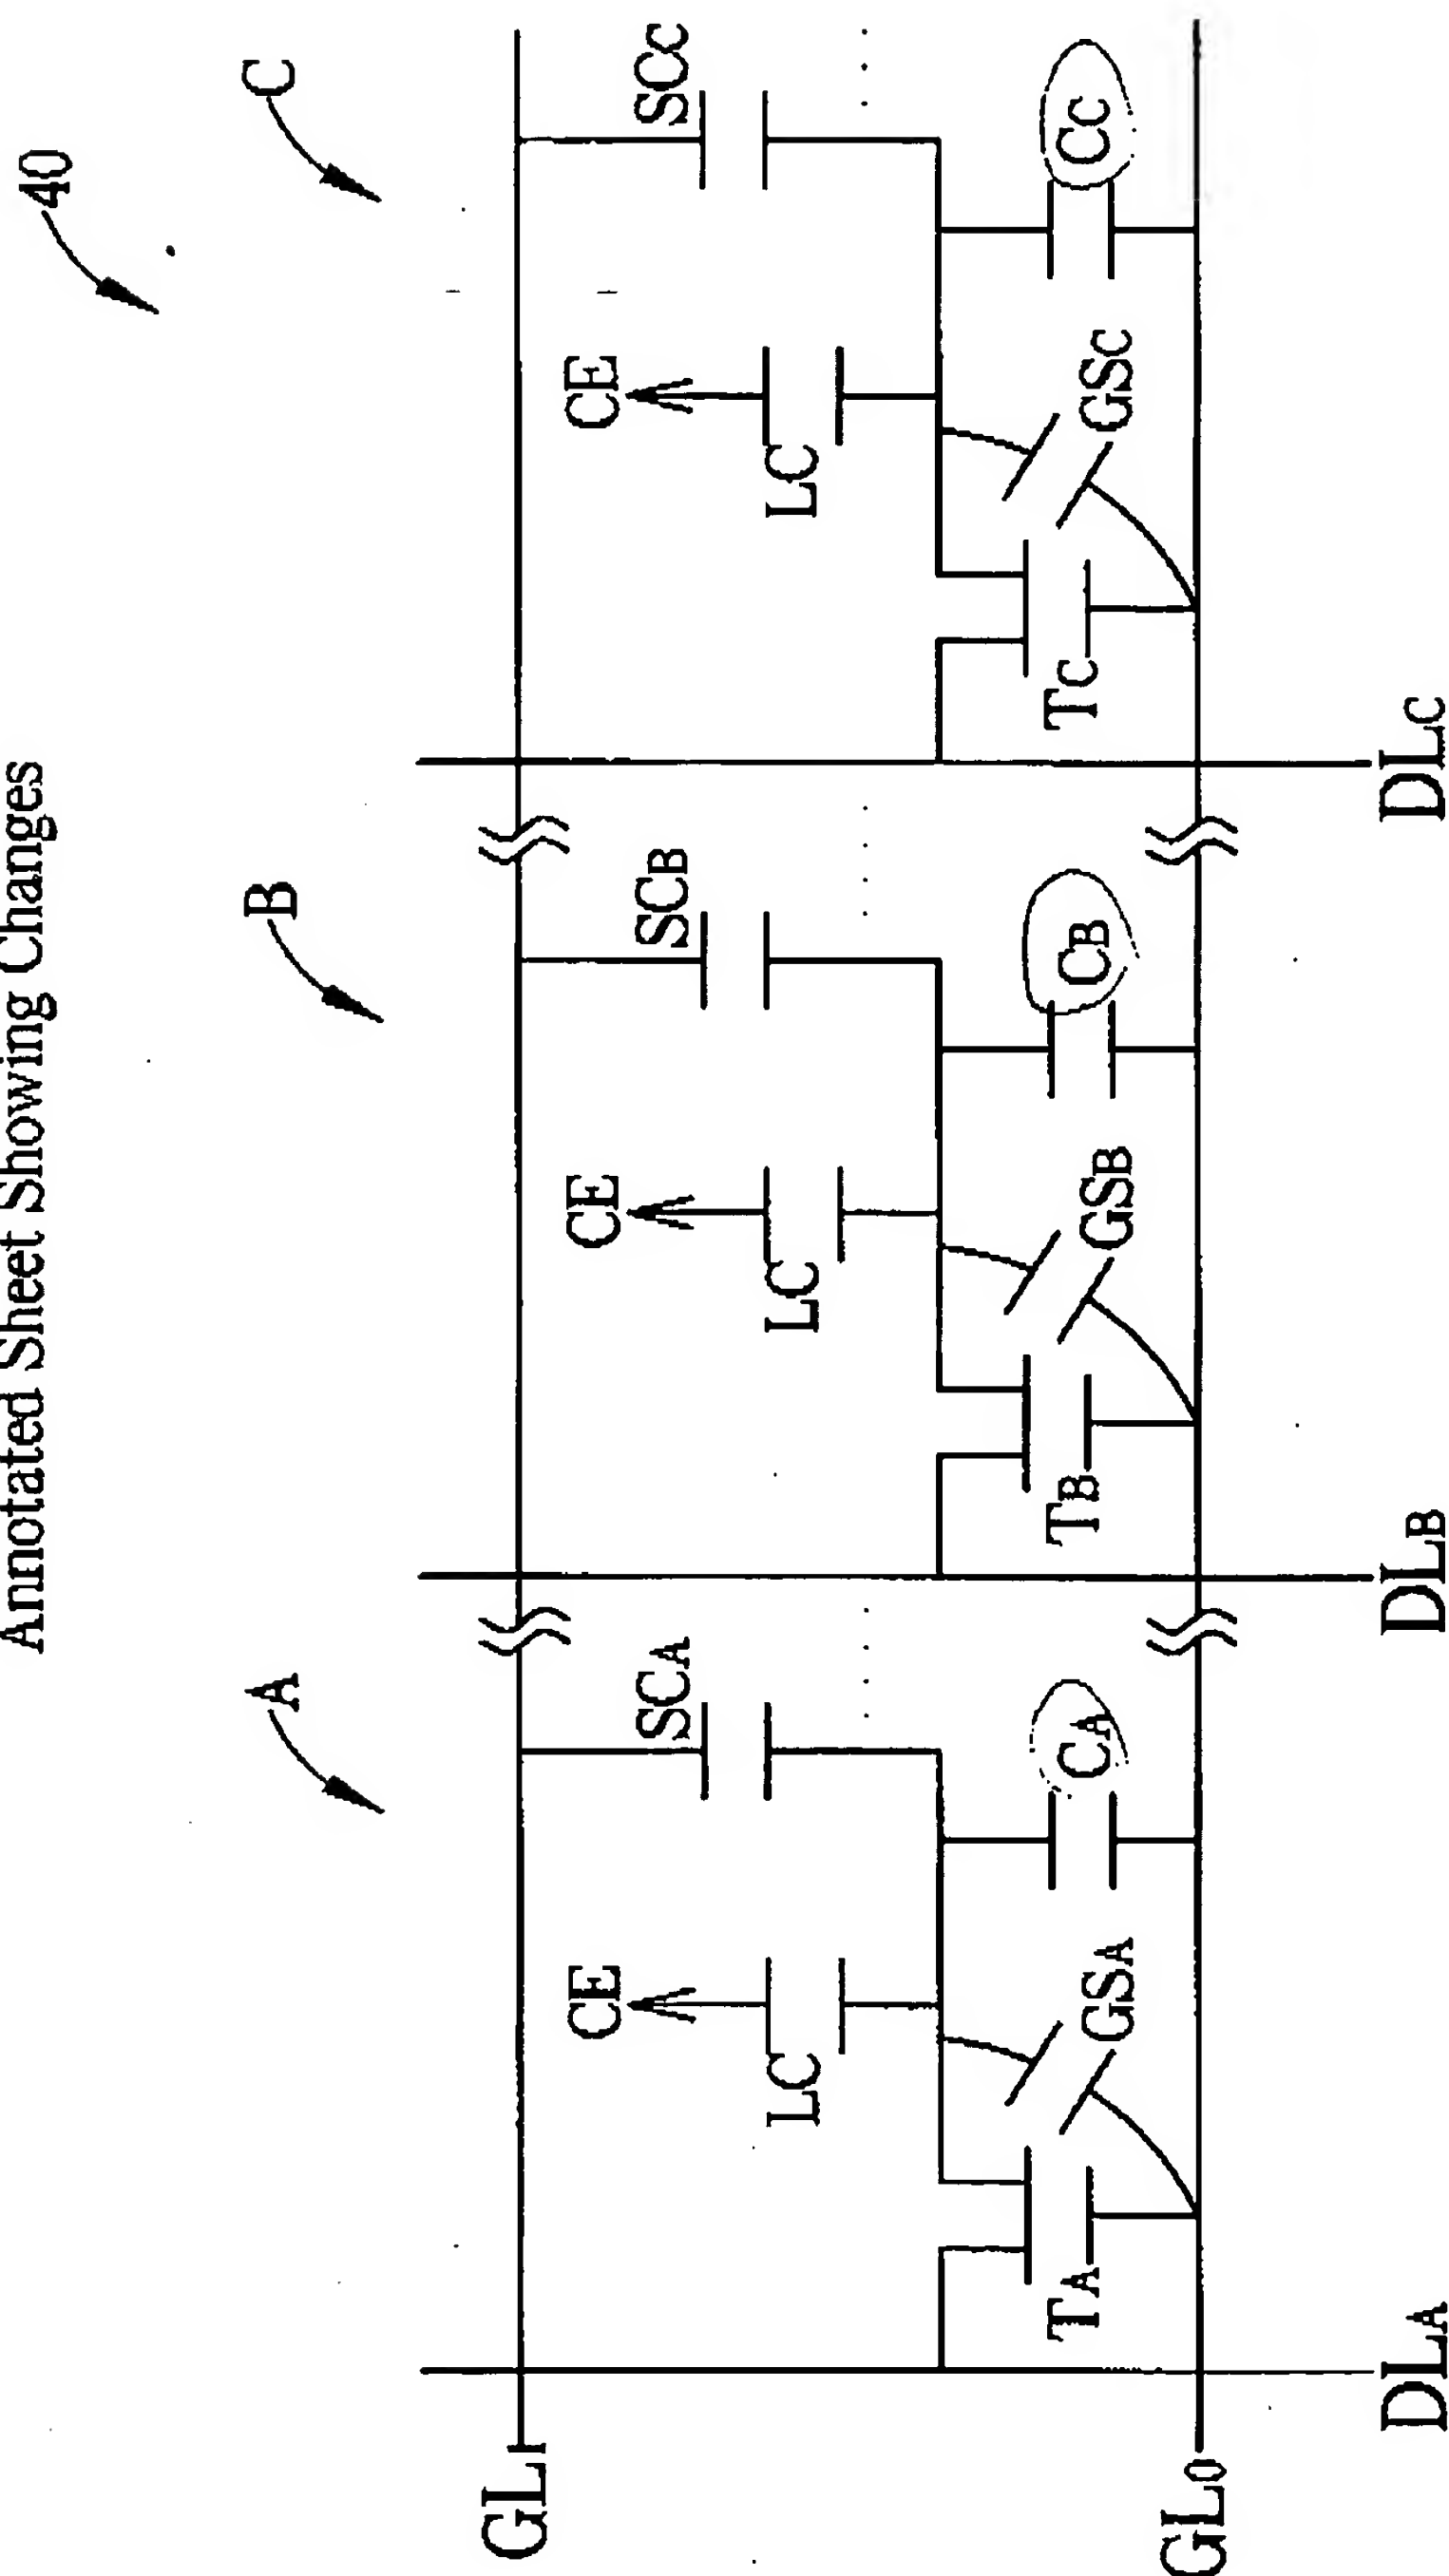 Annotated Sheet Showing Changes
40
A
B
C
GL1
CE
CE
CE
SCA
SCB
SCC
LC
LC
LC
TA
GSA
CA
TB
GSB
CB
TC
GSC
CC
GL0
DLA
DLB
DLC